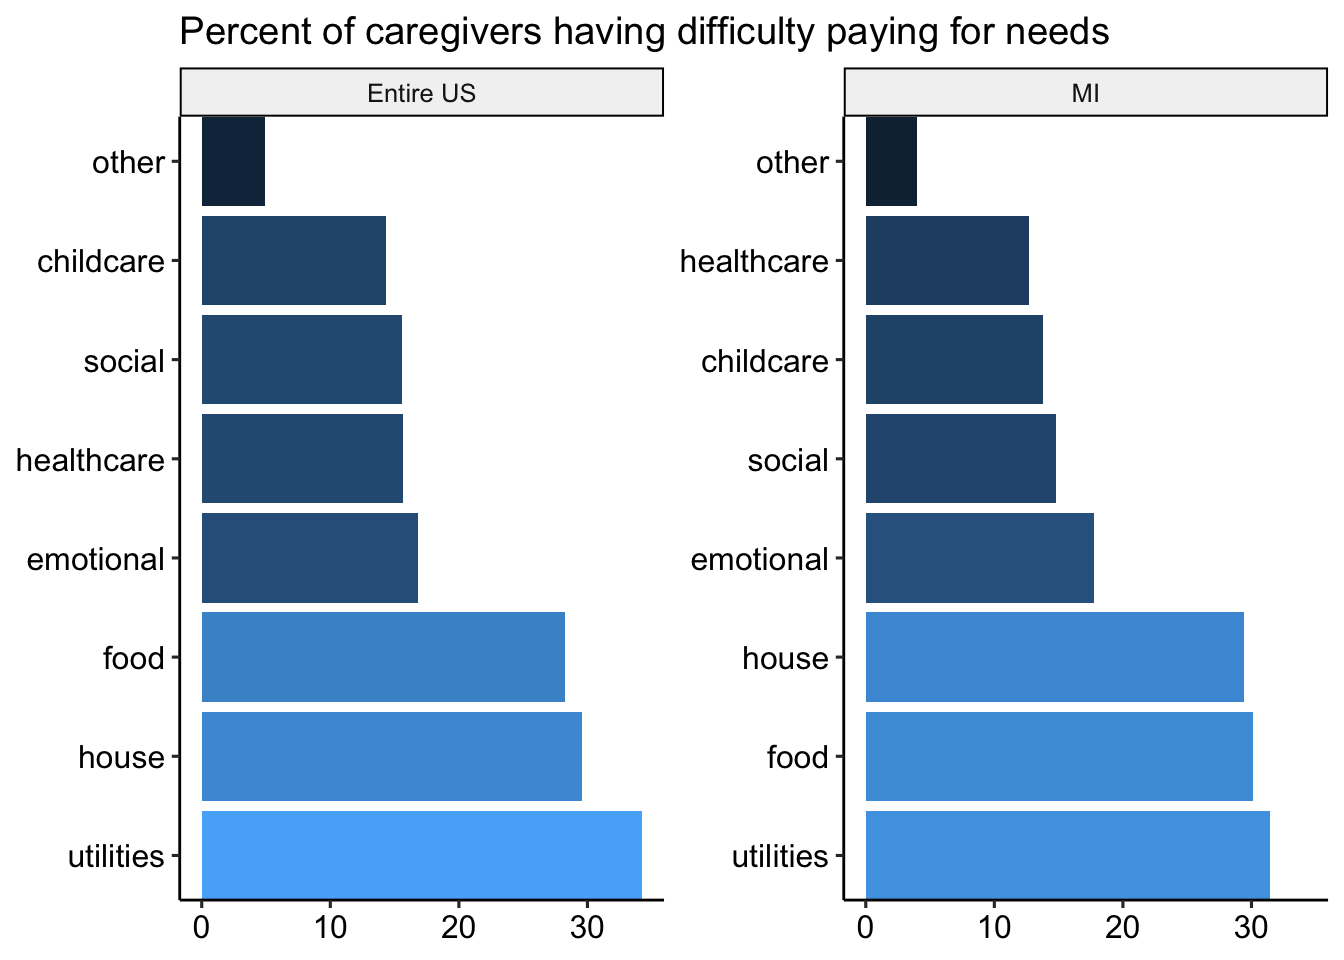 Percent of caregivers having difficulty paying for needs
Entire US
other
childcare
social
healthcare
emotional
food
house
utilities
0 10 20 30
MI
other
healthcare
childcare
social
emotional
house
food
utilities
0 10 20 30